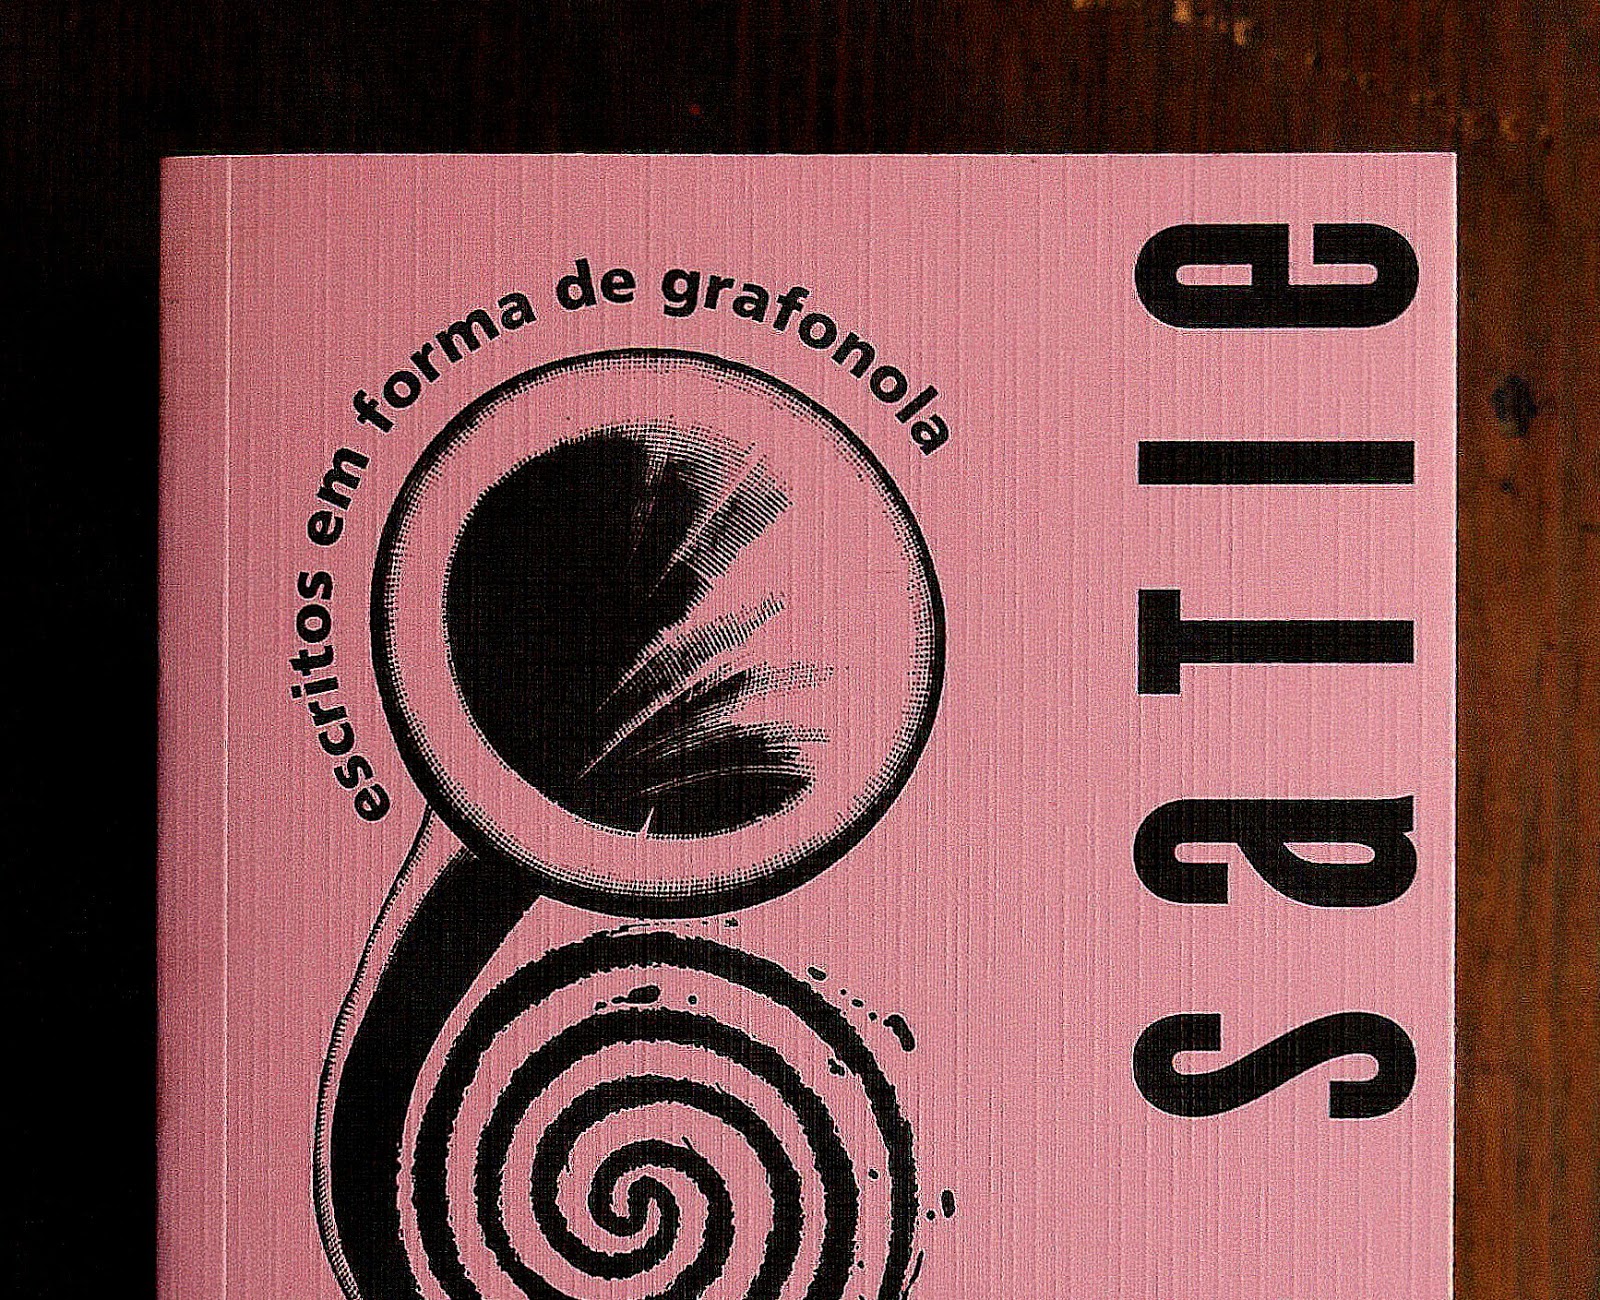 escritos em forma de grafonola
saTIe